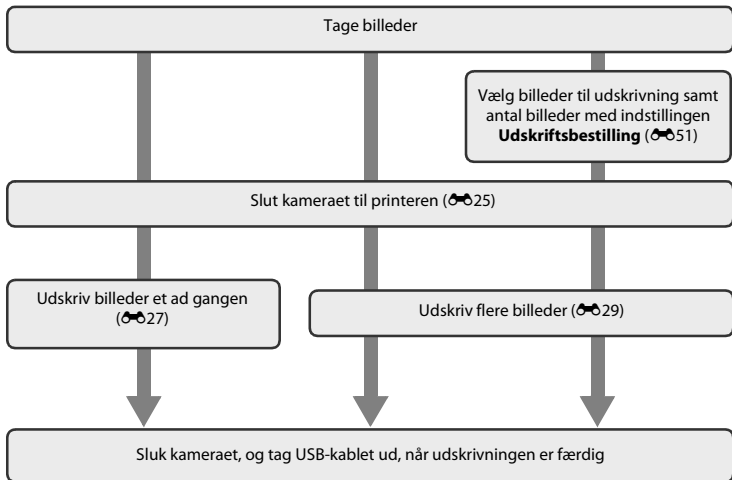 Tage billeder
Vælg billeder til udskrivning samt
antal billeder med indstillingen
Udskriftsbestilling (51)
Slut kameraet til printeren (25)
Udskriv billeder et ad gangen
(27)
Udskriv flere billeder (29)
Sluk kameraet, og tag USB-kablet ud, når udskrivningen er færdig